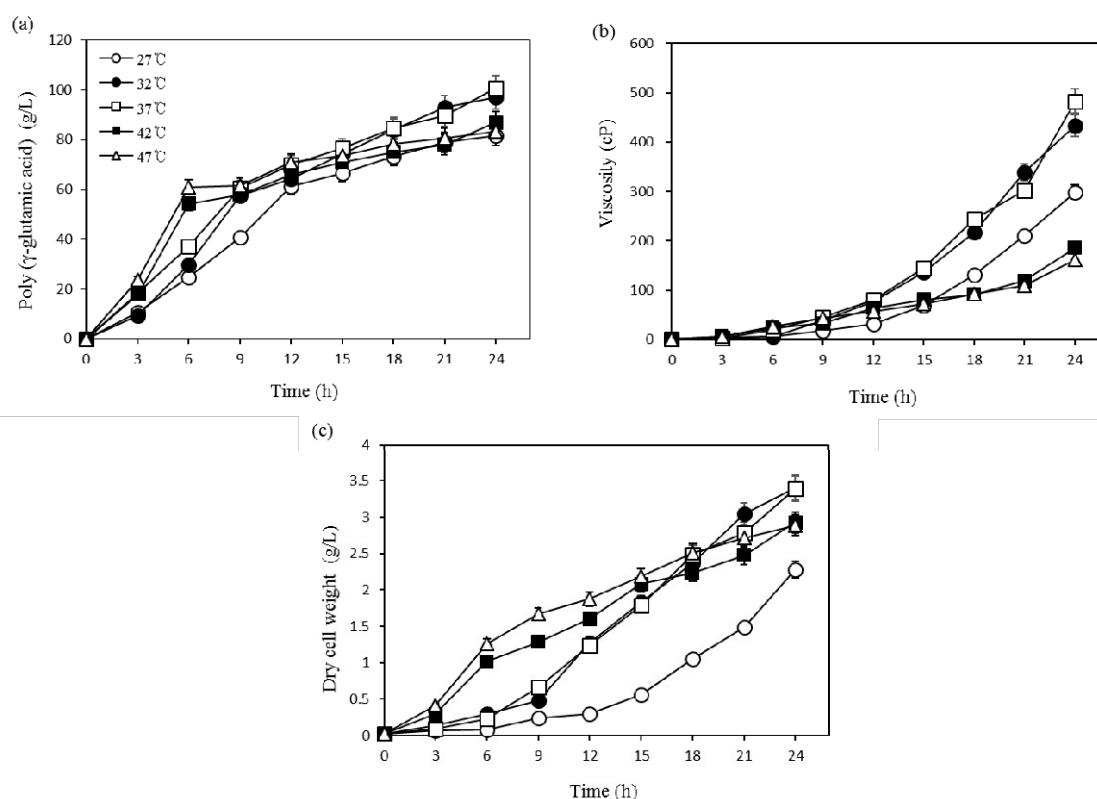 (a)
Poly (γ-glutamic acid) (g/L)
120
100
80
60
40
20
0
27℃
32℃
37℃
42℃
47℃
0 3 6 9 12 15 18 21 24
Time (h)
(b)
Viscosity (cP)
600
500
400
300
200
100
0
0 3 6 9 12 15 18 21 24
Time (h)
(c)
Dry cell weight (g/L)
4
3.5
3
2.5
2
1.5
1
0.5
0
0 3 6 9 12 15 18 21 24
Time (h)